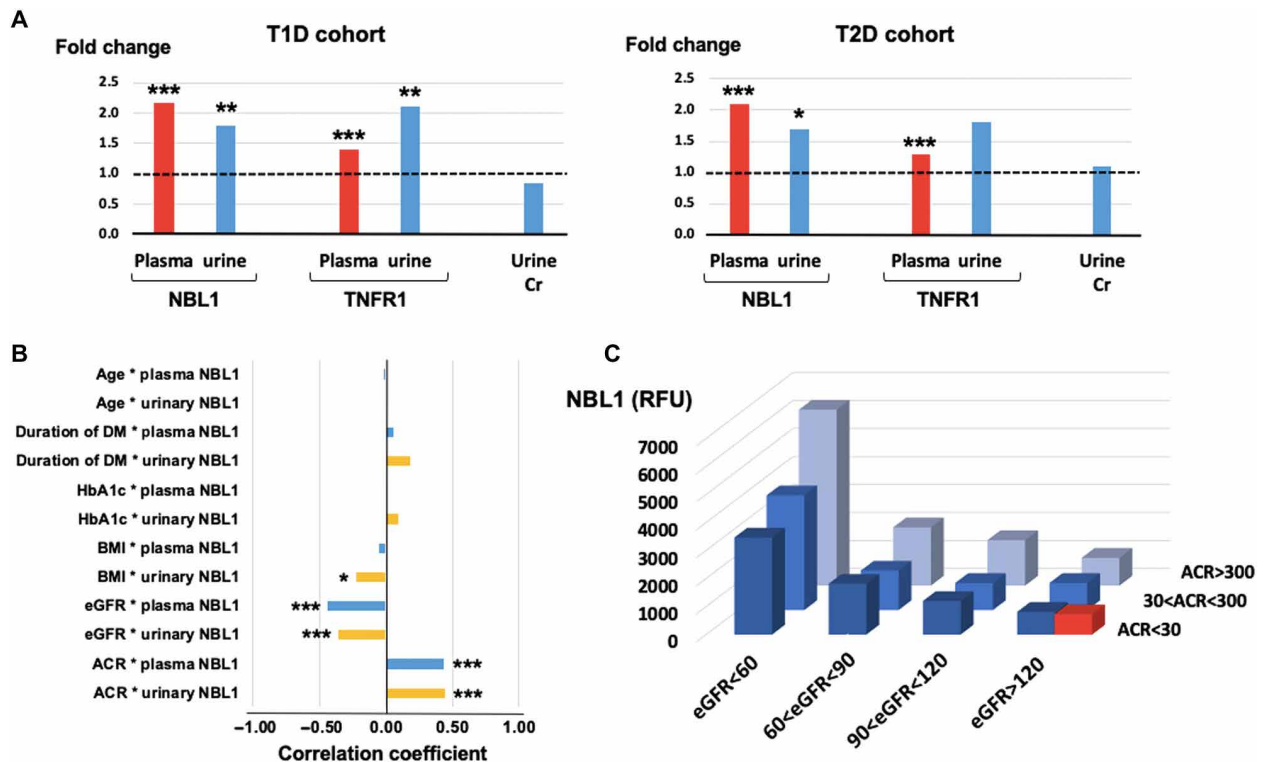 A
T1D cohort
Fold change
2.5
2.0
1.5
1.0
0.5
0.0
***
**
***
**
Plasma urine
Plasma urine
Urine
Cr
NBL1
TNFR1
T2D cohort
Fold change
2.5
2.0
1.5
1.0
0.5
0.0
***
*
***
Plasma urine
Plasma urine
Urine
Cr
NBL1
TNFR1
B
Age * plasma NBL1
Age * urinary NBL1
Duration of DM * plasma NBL1
Duration of DM * urinary NBL1
HbA1c * plasma NBL1
HbA1c * urinary NBL1
BMI * plasma NBL1
BMI * urinary NBL1 *
eGFR * plasma NBL1 ***
eGFR * urinary NBL1 ***
ACR * plasma NBL1 ***
ACR * urinary NBL1 ***
−1.00 −0.50 0.00 0.50 1.00
Correlation coefficient
C
NBL1 (RFU)
7000
6000
5000
4000
3000
2000
1000
0
ACR>300
30<ACR<300
ACR<30
eGFR<60
60<eGFR<90
90<eGFR<120
eGFR>120